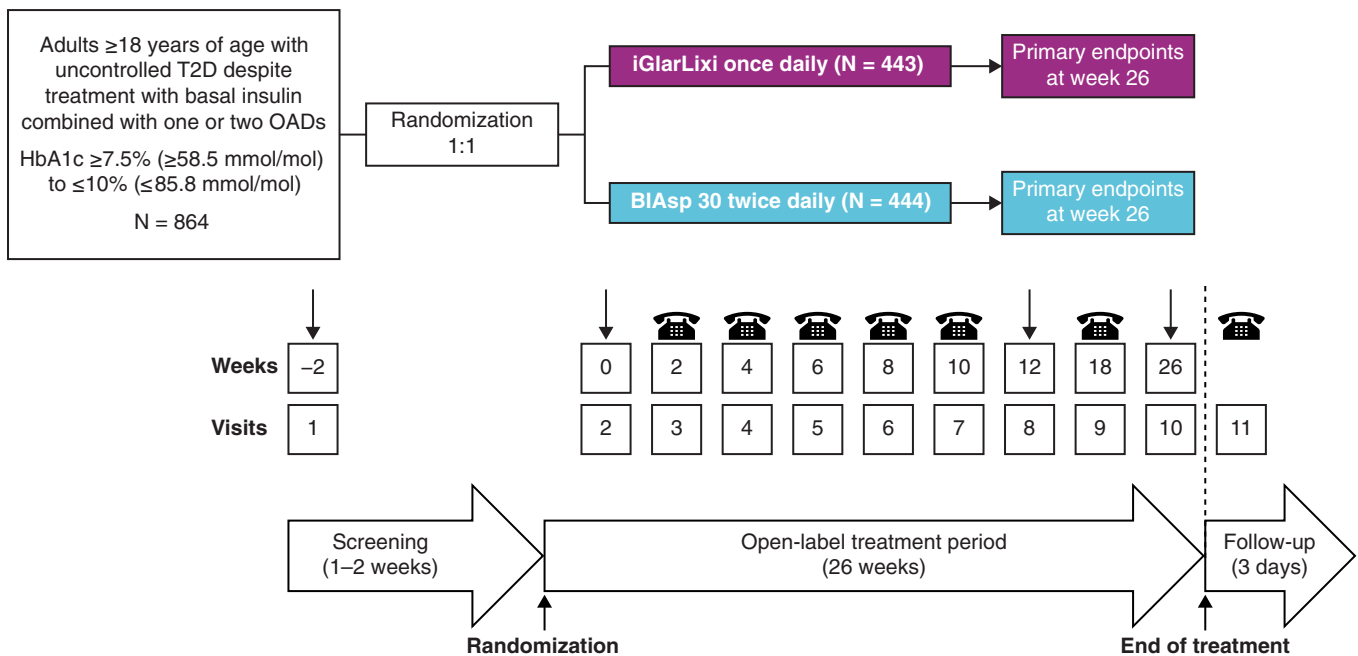 Adults ≥18 years of age with
uncontrolled T2D despite
treatment with basal insulin
combined with one or two OADs
HbA1c ≥7.5% (≥58.5 mmol/mol)
to ≤10% (≤85.8 mmol/mol)
N = 864
Randomization
1:1
iGlarLixi once daily (N = 443)
Primary endpoints
at week 26
BIAsp 30 twice daily (N = 444)
Primary endpoints
at week 26
Weeks –2 0 2 4 6 8 10 12 18 26
Visits 1 2 3 4 5 6 7 8 9 10 11
Screening
(1–2 weeks)
Open-label treatment period
(26 weeks)
Follow-up
(3 days)
Randomization
End of treatment